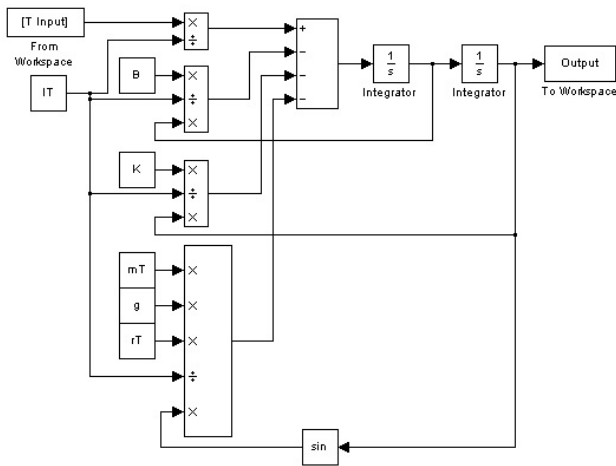 [T Input]
From
Workspace
IT
B
K
mT
g
rT
×
÷
×
÷
×
×
÷
×
×
×
×
÷
×
+
−
−
−
1
s
Integrator
1
s
Integrator
Output
To Workspace
sin